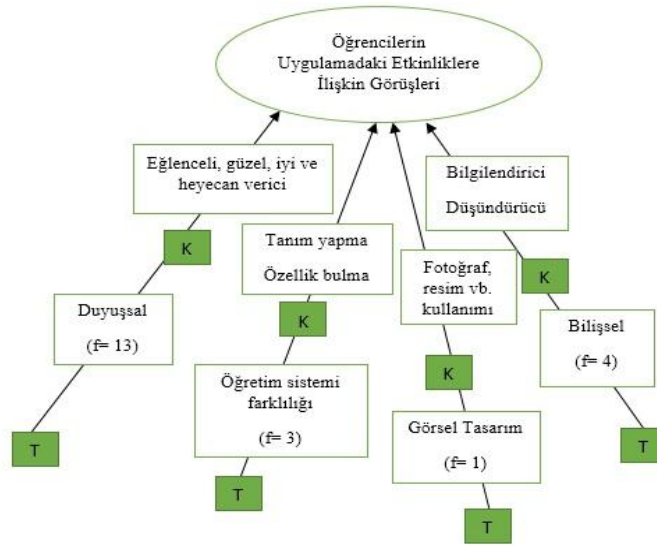 Öğrencilerin
Uygulamadaki Etkinliklere
İlişkin Görüşleri
Eğlenceli, güzel, iyi ve
heyecan verici
Bilgilendirici
Düşündürücü
K
Tanım yapma
Özellik bulma
Fotoğraf,
resim vb.
kullanımı
K
Duyuşsal
(f= 13)
K
Bilişsel
(f= 4)
K
Öğretim sistemi
farklılığı
(f= 3)
Görsel Tasarım
(f= 1)
T
T
T
T